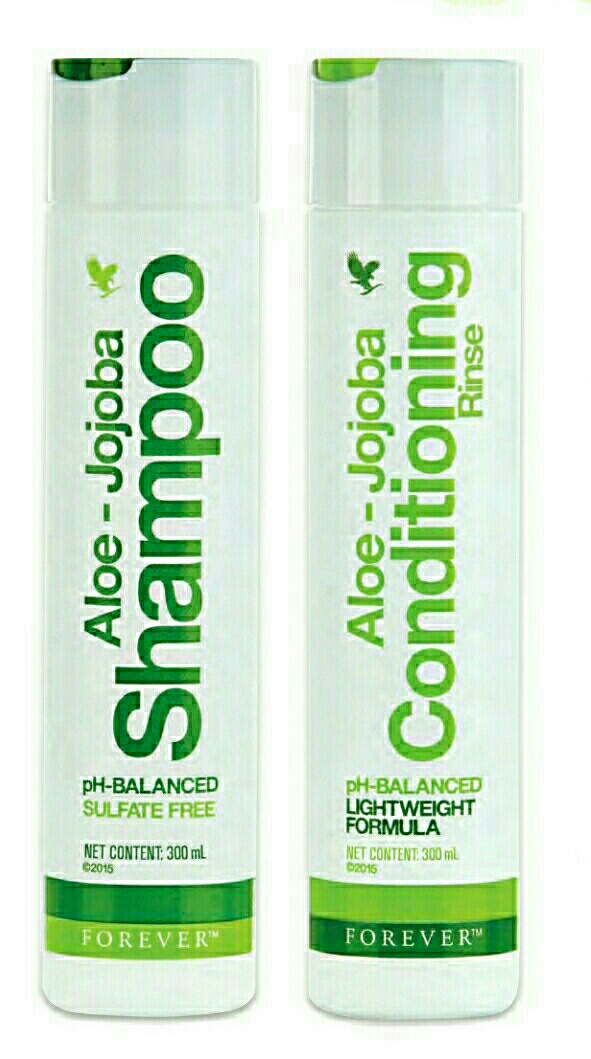 Aloe - Jojoba
Shampoo
pH-BALANCED
SULFATE FREE
NET CONTENT: 300 mL
©2015
FOREVER™
Aloe - Jojoba
Conditioning
Rinse
pH-BALANCED
LIGHTWEIGHT
FORMULA
NET CONTENT: 300 mL
©2015
FOREVER™